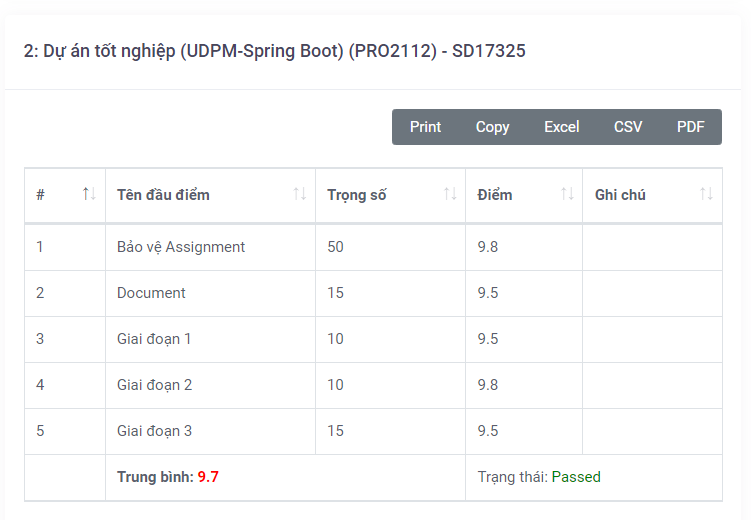 2: Dự án tốt nghiệp (UDPM-Spring Boot) (PRO2112) - SD17325
Print Copy Excel CSV PDF
# Tên đầu điểm Trọng số Điểm Ghi chú
1 Bảo vệ Assignment 50 9.8
2 Document 15 9.5
3 Giai đoạn 1 10 9.5
4 Giai đoạn 2 10 9.8
5 Giai đoạn 3 15 9.5
Trung bình: 9.7 Trạng thái: Passed